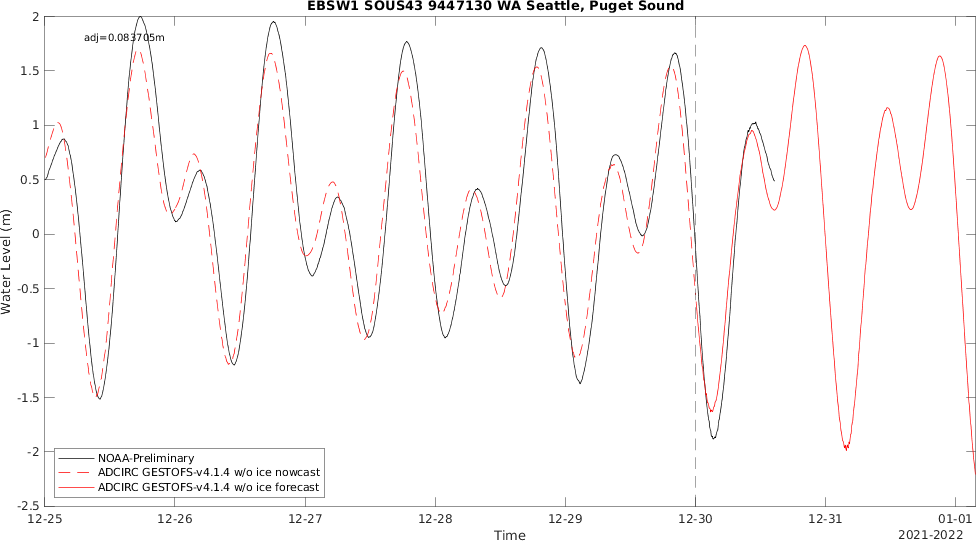 EBSW1 SOUS43 9447130 WA Seattle, Puget Sound
adj=0.083705m
2
1.5
1
0.5
0
-0.5
-1
-1.5
-2
-2.5
Water Level (m)
NOAA-Preliminary
ADCIRC GESTOFS-v4.1.4 w/o ice nowcast
ADCIRC GESTOFS-v4.1.4 w/o ice forecast
12-25 12-26 12-27 12-28 12-29 12-30 12-31 01-01
Time
2021-2022